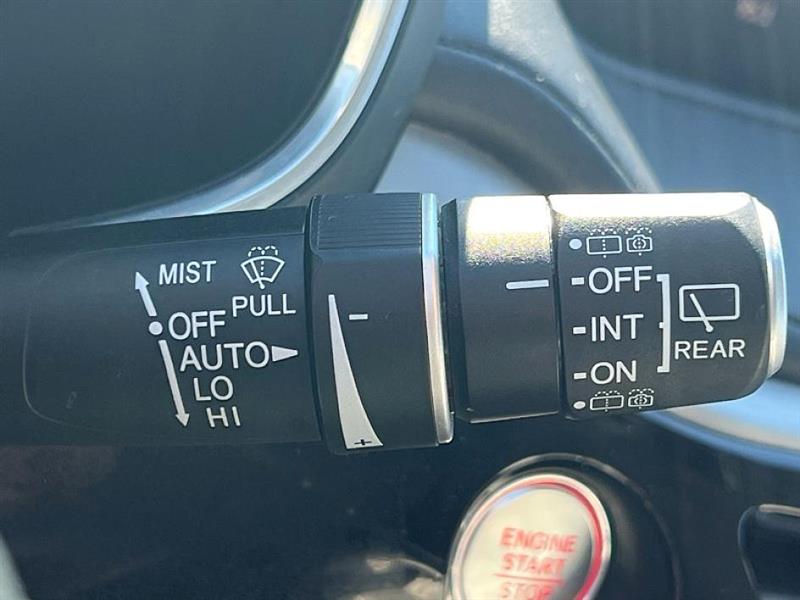 MIST
PULL
OFF
AUTO
LO
HI
-
+
OFF
INT
ON
REAR
ENGINE
START
STOP